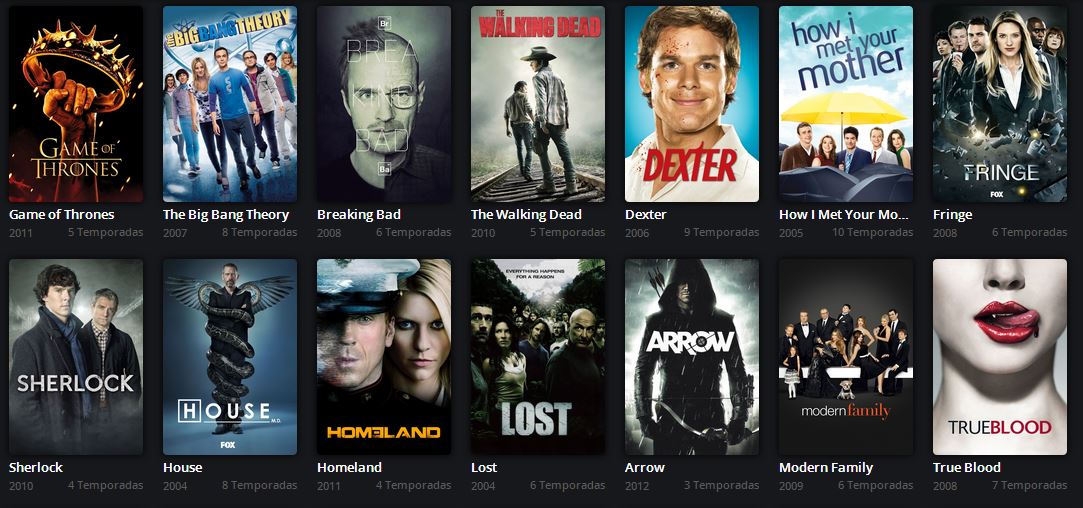 GAME OF
THRONES
THE BIG BANG THEORY
Br
BREA
KING
BAD
Ba
THE WALKING DEAD
DEXTER
how i
met your
mother
FRINGE
FOX
Game of Thrones
2011 5 Temporadas
The Big Bang Theory
2007 8 Temporadas
Breaking Bad
2008 6 Temporadas
The Walking Dead
2010 5 Temporadas
Dexter
2006 9 Temporadas
How I Met Your Mo...
2005 10 Temporadas
Fringe
2008 6 Temporadas
SHERLOCK
HOUSE M.D.
FOX
HOMELAND
EVERYTHING HAPPENS
FOR A REASON
LOST
ARROW
modern family
TRUEBLOOD
Sherlock
2010 4 Temporadas
House
2004 8 Temporadas
Homeland
2011 4 Temporadas
Lost
2004 6 Temporadas
Arrow
2012 3 Temporadas
Modern Family
2009 6 Temporadas
True Blood
2008 7 Temporadas